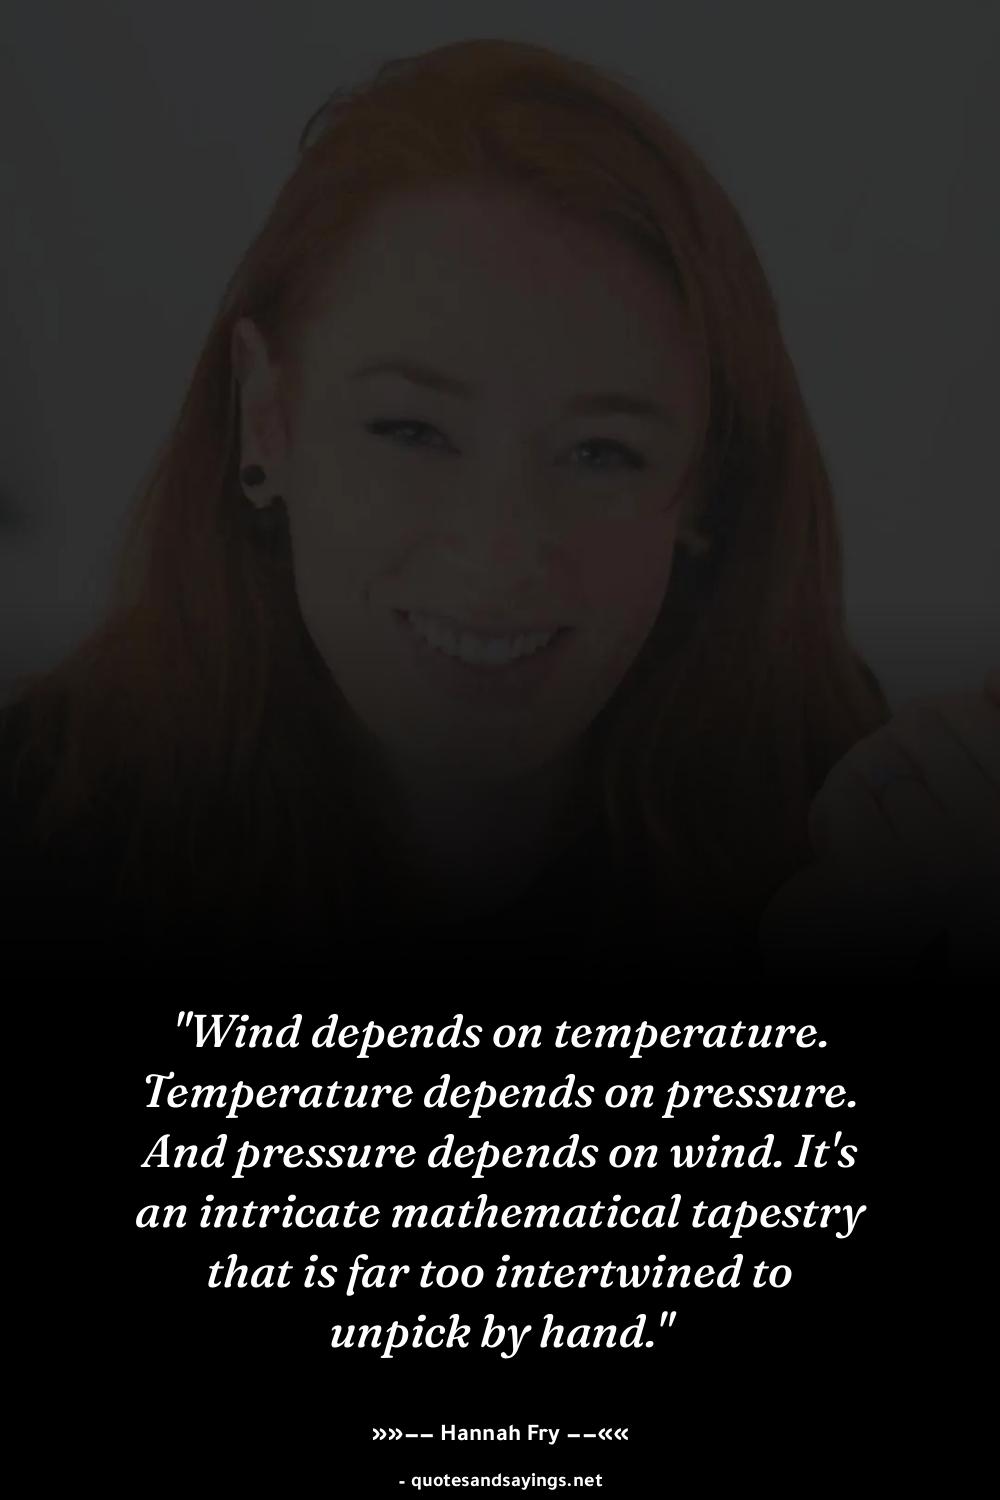 "Wind depends on temperature.
Temperature depends on pressure.
And pressure depends on wind. It's
an intricate mathematical tapestry
that is far too intertwined to
unpick by hand."
»»−− Hannah Fry −−««
- quotesandsayings.net